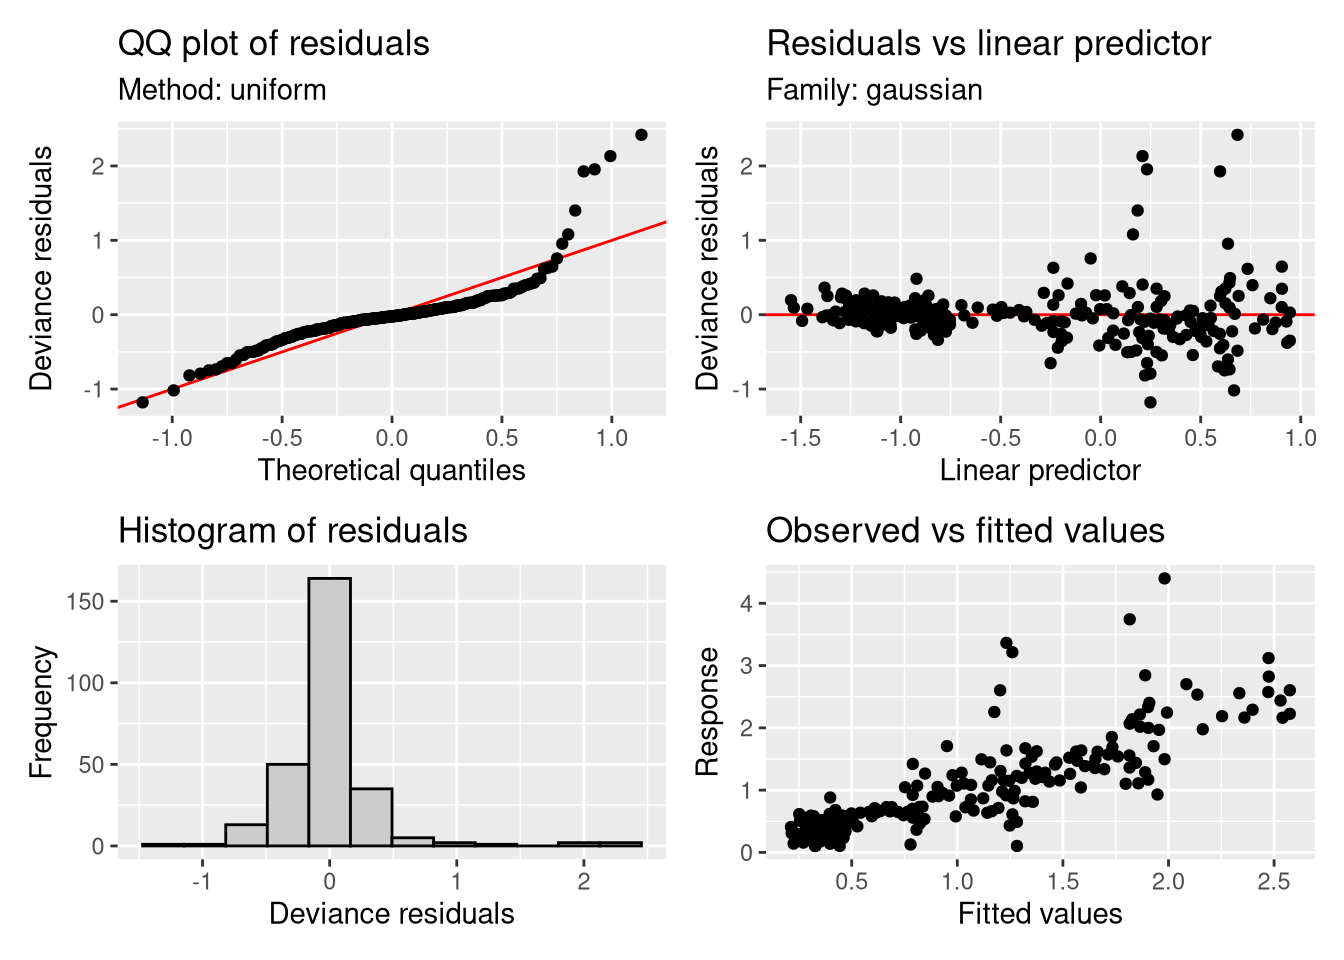 QQ plot of residuals
Method: uniform
Deviance residuals
2
1
0
-1
-1.0 -0.5 0.0 0.5 1.0
Theoretical quantiles
Residuals vs linear predictor
Family: gaussian
Deviance residuals
2
1
0
-1
-1.5 -1.0 -0.5 0.0 0.5 1.0
Linear predictor
Histogram of residuals
Frequency
150
100
50
0
-1 0 1 2
Deviance residuals
Observed vs fitted values
Response
4
3
2
1
0
0.5 1.0 1.5 2.0 2.5
Fitted values